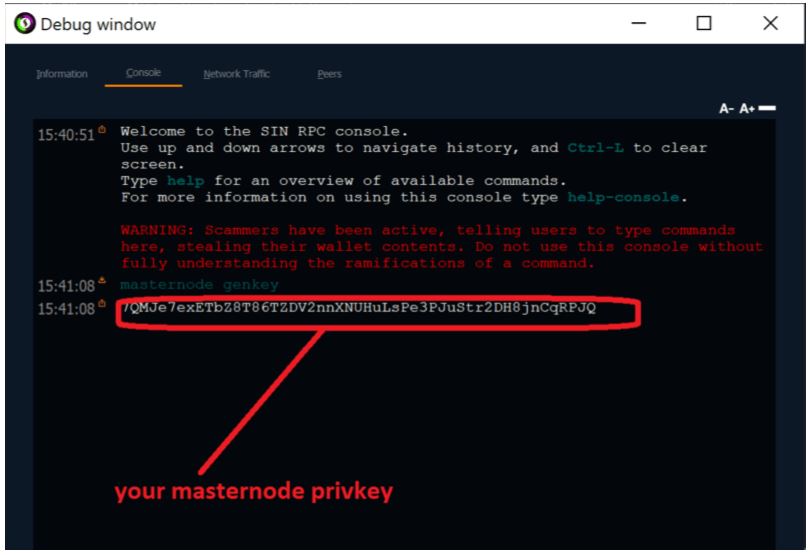 Debug window
Information Console Network Traffic Peers
A- A+
15:40:51 Welcome to the SIN RPC console.
Use up and down arrows to navigate history, and Ctrl-L to clear
screen.
Type help for an overview of available commands.
For more information on using this console type help-console.
WARNING: Scammers have been active, telling users to type commands
here, stealing their wallet contents. Do not use this console without
fully understanding the ramifications of a command.
15:41:08 masternode genkey
15:41:08 7QMJe7exETbZ8T86TZDV2nnXNUHuLsPe3PJuStr2DH8jnCqRPJQ
your masternode privkey